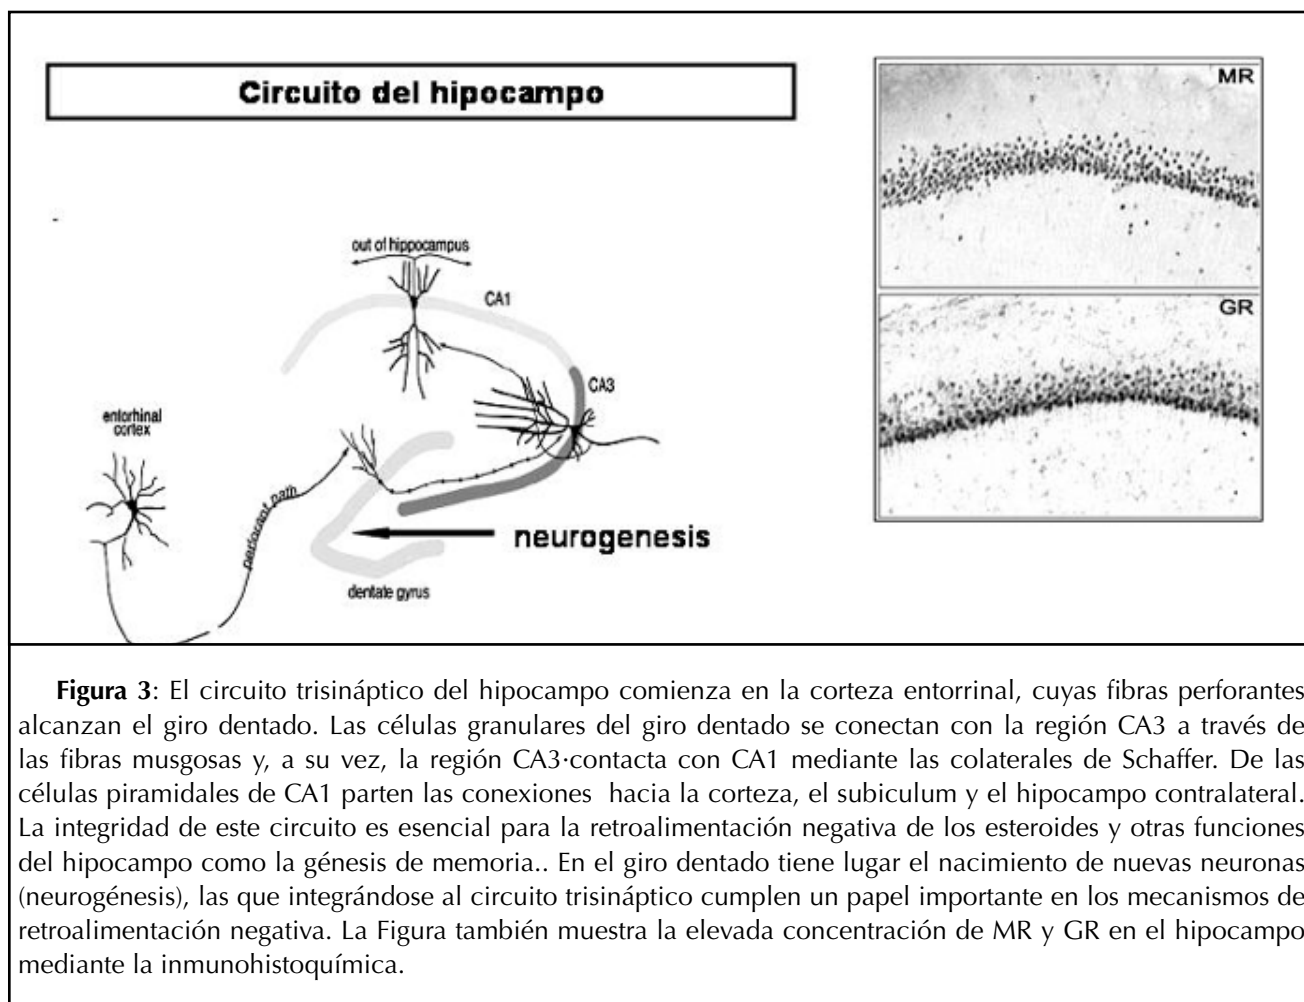 Circuito del hipocampo
MR
out of hippocampus
CA1
GR
CA3
entorhinal
cortex
perforant path
neurogenesis
dentate gyrus
Figura 3: El circuito trisináptico del hipocampo comienza en la corteza entorrinal, cuyas fibras perforantes
alcanzan el giro dentado. Las células granulares del giro dentado se conectan con la región CA3 a través de
las fibras musgosas y, a su vez, la región CA3·contacta con CA1 mediante las colaterales de Schaffer. De las
células piramidales de CA1 parten las conexiones hacia la corteza, el subiculum y el hipocampo contralateral.
La integridad de este circuito es esencial para la retroalimentación negativa de los esteroides y otras funciones
del hipocampo como la génesis de memoria.. En el giro dentado tiene lugar el nacimiento de nuevas neuronas
(neurogénesis), las que integrándose al circuito trisináptico cumplen un papel importante en los mecanismos de
retroalimentación negativa. La Figura también muestra la elevada concentración de MR y GR en el hipocampo
mediante la inmunohistoquímica.